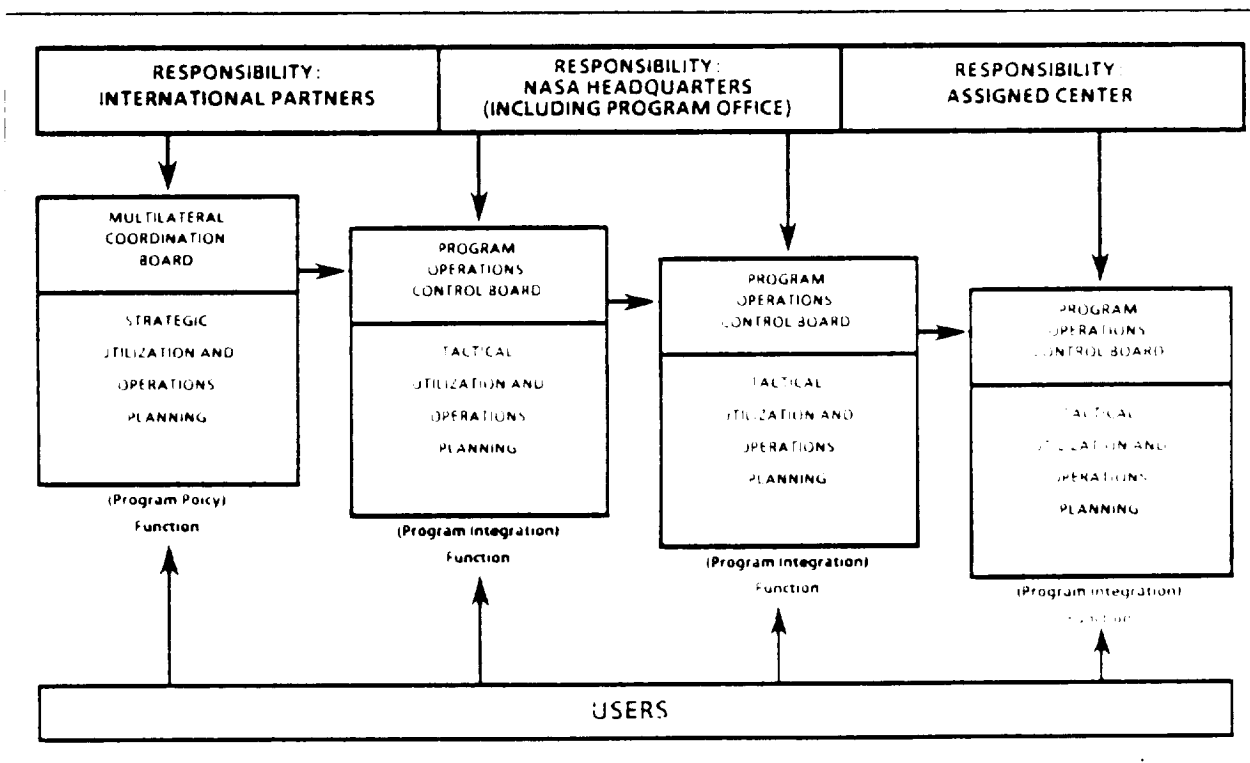 RESPONSIBILITY:
INTERNATIONAL PARTNERS
RESPONSIBILITY:
NASA HEADQUARTERS
(INCLUDING PROGRAM OFFICE)
RESPONSIBILITY:
ASSIGNED CENTER
MULTILATERAL
COORDINATION
BOARD
STRATEGIC
UTILIZATION AND
OPERATIONS
PLANNING
(Program Poicy)
Function
PROGRAM
OPERATIONS
CONTROL BOARD
TACTICAL
UTILIZATION AND
OPERATIONS
PLANNING
(Program Integration)
Function
PROGRAM
OPERATIONS
CONTROL BOARD
TACTICAL
UTILIZATION AND
OPERATIONS
PLANNING
(Program Integration)
Function
PROGRAM
OPERATIONS
CONTROL BOARD
TACTICAL
UTILIZATION AND
OPERATIONS
PLANNING
(Program Integration)
Function
USERS